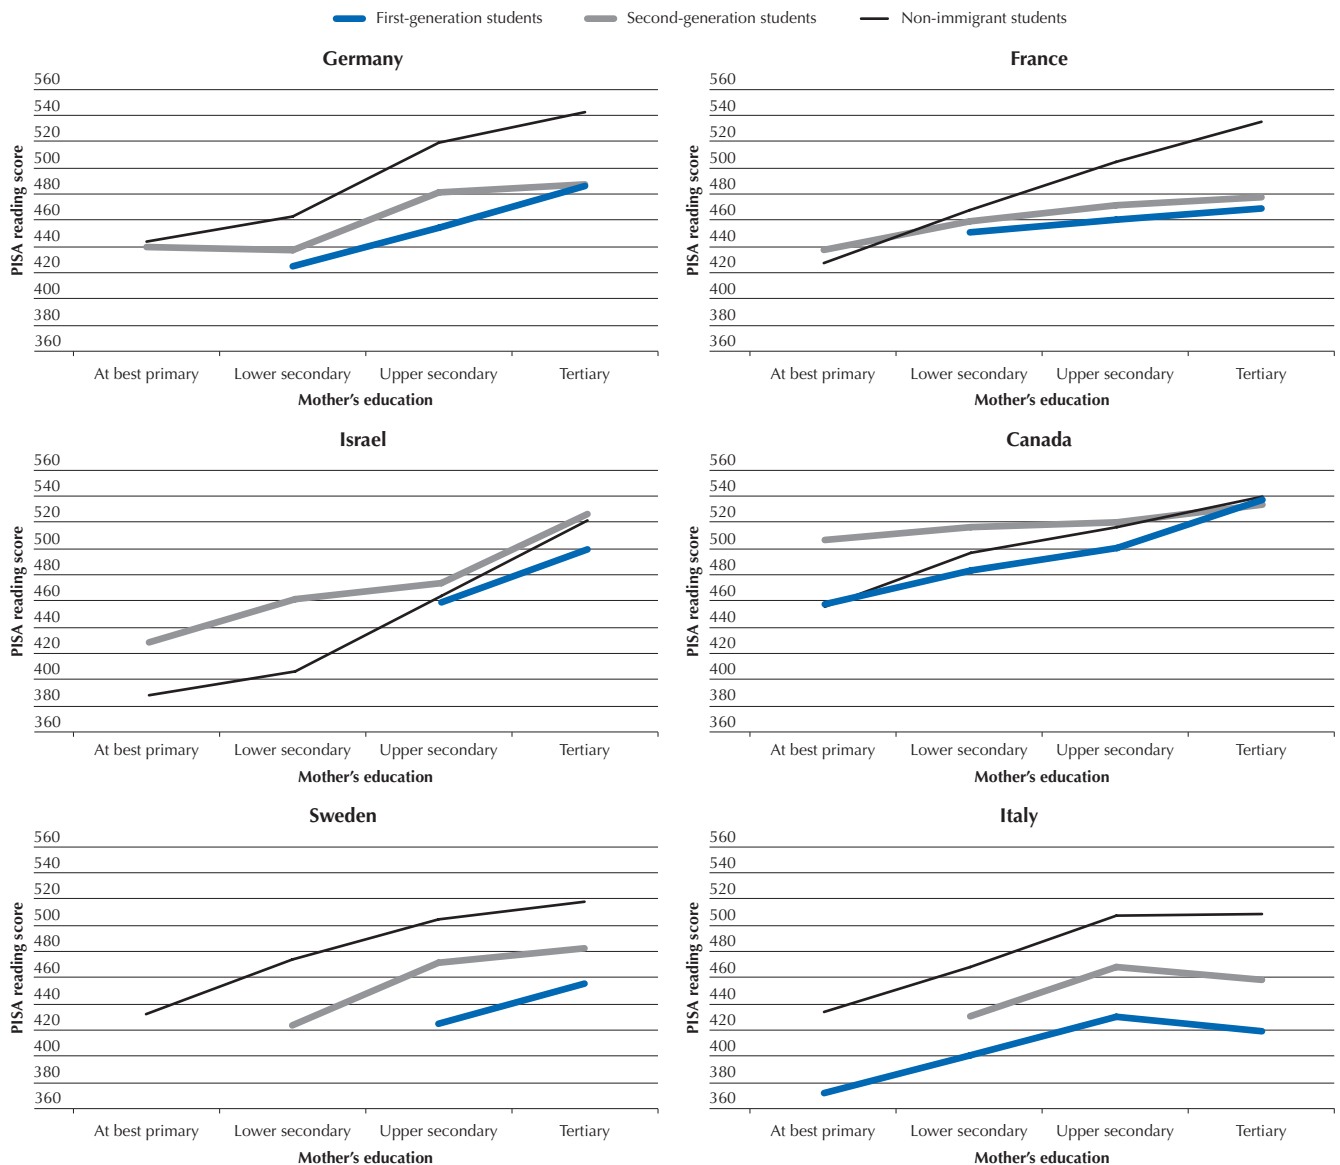 First-generation students Second-generation students Non-immigrant students
Germany
PISA reading score
560
540
520
500
480
460
440
420
400
380
360
At best primary Lower secondary Upper secondary Tertiary
Mother's education
France
PISA reading score
560
540
520
500
480
460
440
420
400
380
360
At best primary Lower secondary Upper secondary Tertiary
Mother's education
Israel
PISA reading score
560
540
520
500
480
460
440
420
400
380
360
At best primary Lower secondary Upper secondary Tertiary
Mother's education
Canada
PISA reading score
560
540
520
500
480
460
440
420
400
380
360
At best primary Lower secondary Upper secondary Tertiary
Mother's education
Sweden
PISA reading score
560
540
520
500
480
460
440
420
400
380
360
At best primary Lower secondary Upper secondary Tertiary
Mother's education
Italy
PISA reading score
560
540
520
500
480
460
440
420
400
380
360
At best primary Lower secondary Upper secondary Tertiary
Mother's education